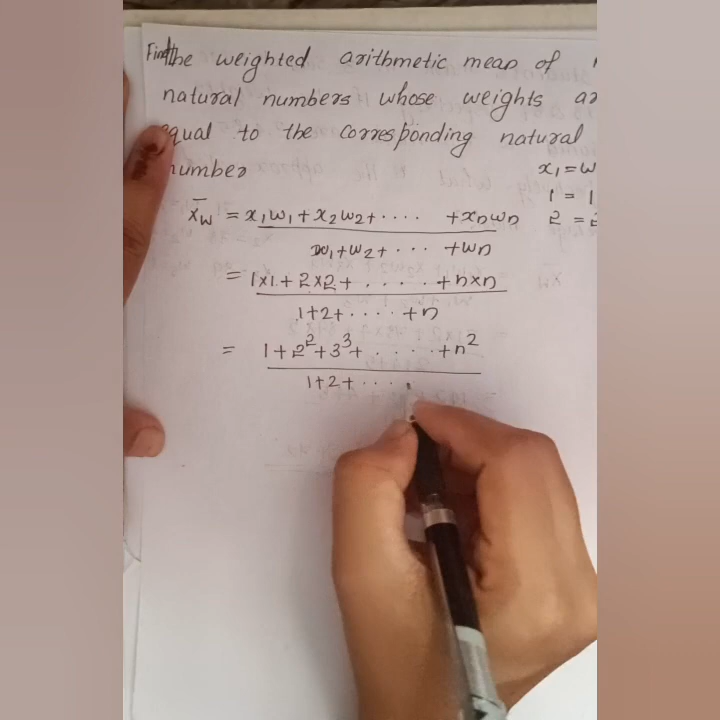 Find the weighted arithmetic mean of
natural numbers whose weights
equal to the corresponding natural
number
x₁ = w
1 = 1
2 = 2
x̄w = x₁w₁ + x₂w₂ + .... + xnwn
w₁ + w₂ + ... + wn
= 1×1 + 2×2 + ..... + n×n
1+2+ ..... +n
= 1 + 2² + 3³ + ..... + n²
1+2+ ....